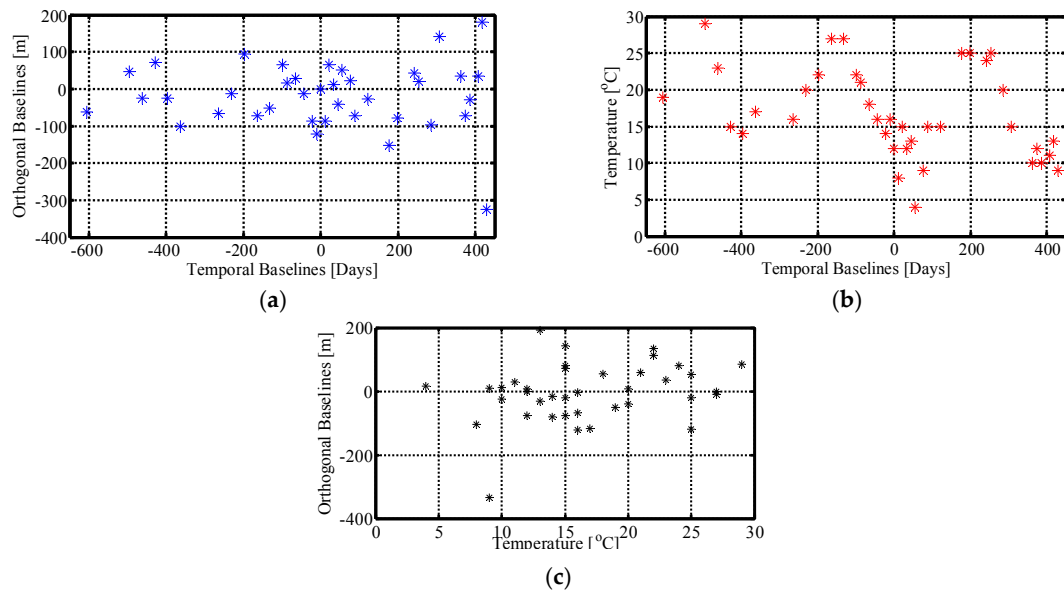 200
100
0
-100
-200
-300
-400
Orthogonal Baselines [m]
-600 -400 -200 0 200 400
Temporal Baselines [Days]
(a)
30
25
20
15
10
5
0
Temperature [°C]
-600 -400 -200 0 200 400
Temporal Baselines [Days]
(b)
200
0
-200
-400
Orthogonal Baselines [m]
0 5 10 15 20 25 30
Temperature [°C]
(c)